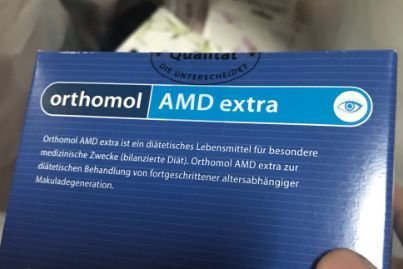 Qualität
DIE UNTERSCHEIDET
orthomol AMD extra
Orthomol AMD extra ist ein diätetisches Lebensmittel für besondere
medizinische Zwecke (bilanzierte Diät). Orthomol AMD extra zur
diätetischen Behandlung von fortgeschrittener altersabhängiger
Makuladegeneration.